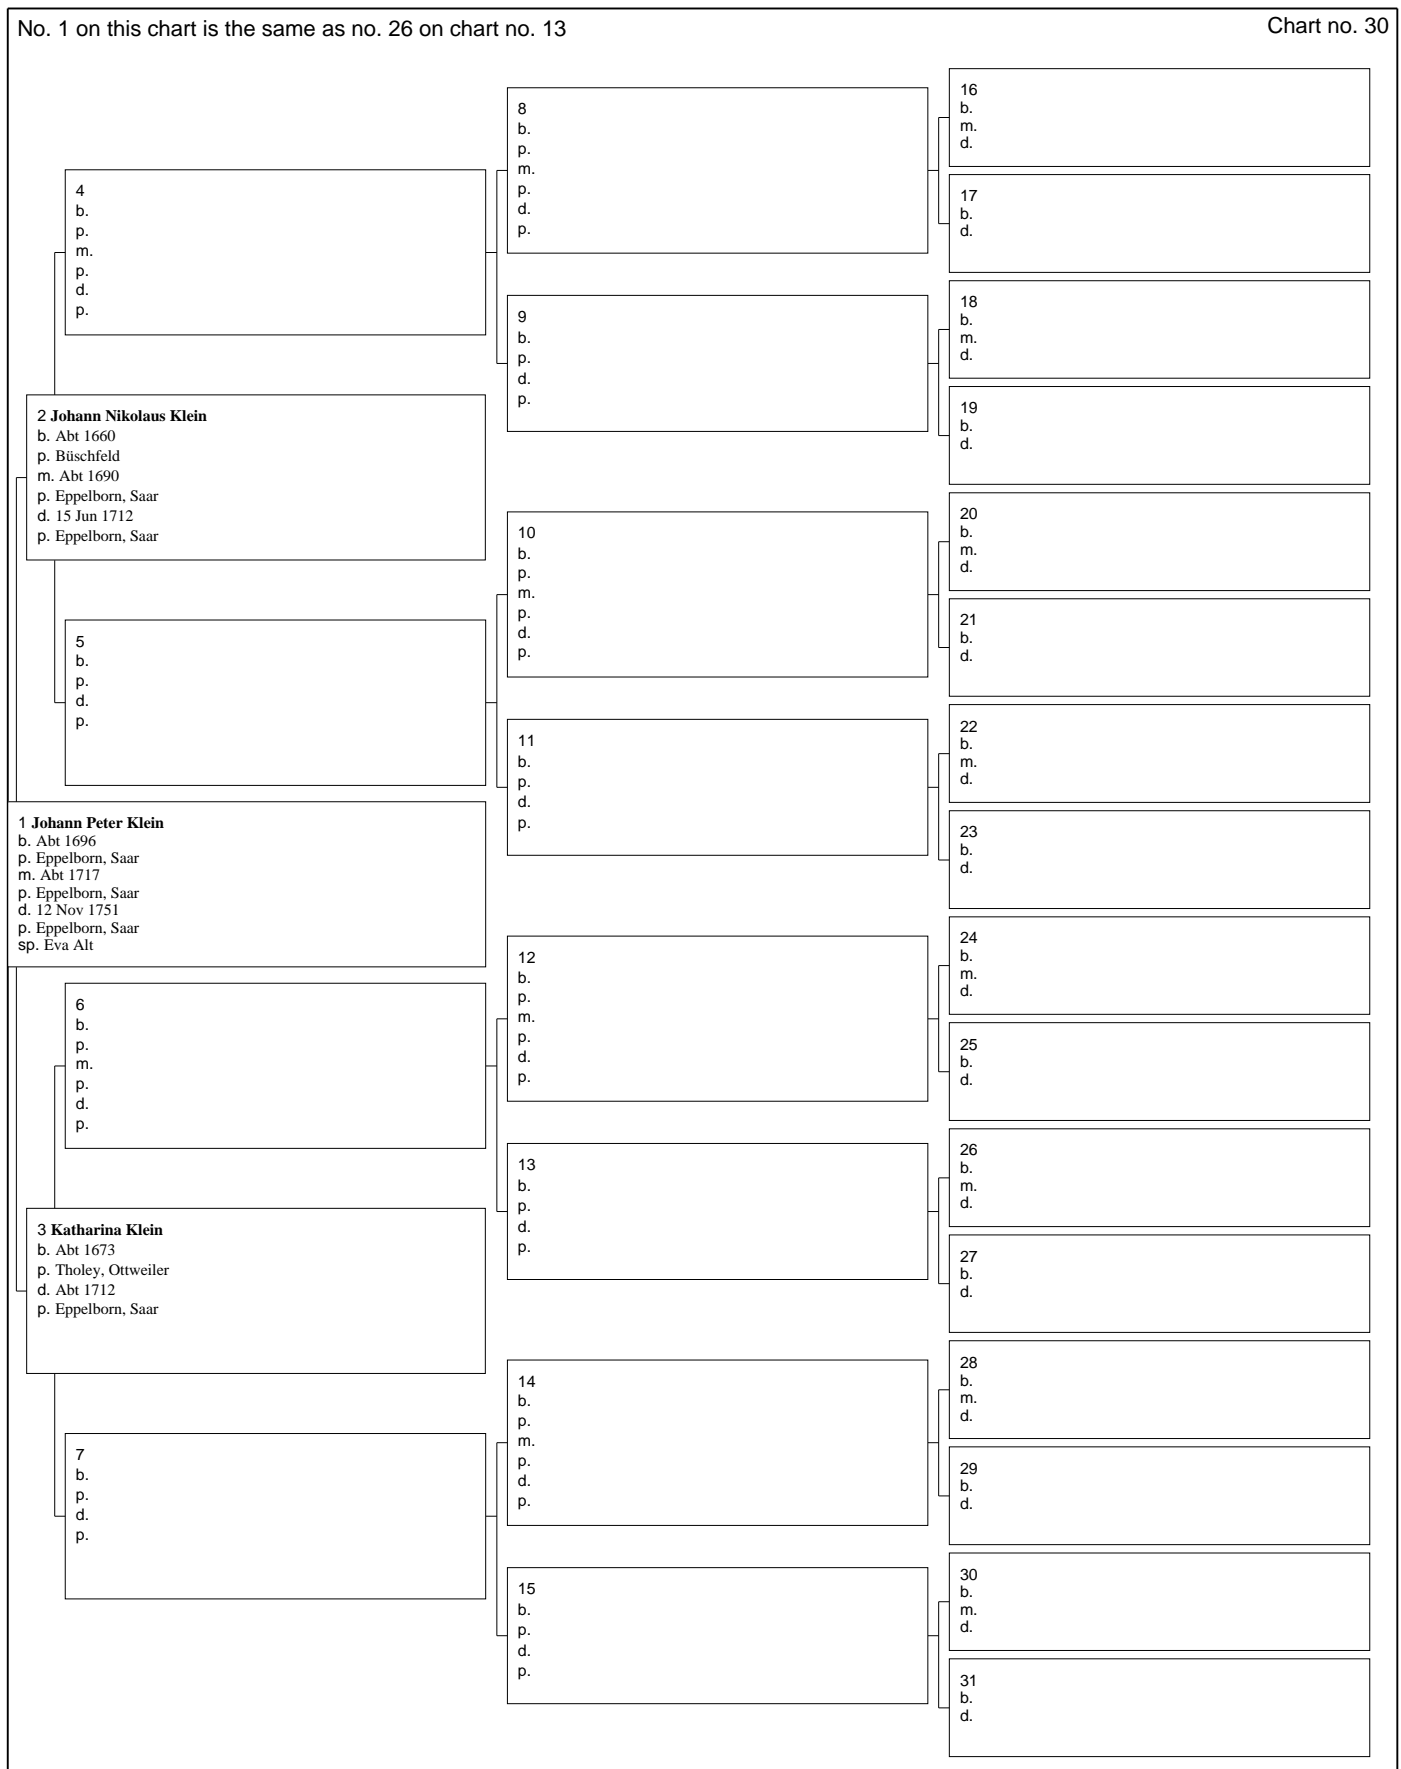 No. 1 on this chart is the same as no. 26 on chart no. 13
Chart no. 30
4
b.
p.
m.
p.
d.
p.
2 Johann Nikolaus Klein
b. Abt 1660
p. Büschfeld
m. Abt 1690
p. Eppelborn, Saar
d. 15 Jun 1712
p. Eppelborn, Saar
5
b.
p.
d.
p.
1 Johann Peter Klein
b. Abt 1696
p. Eppelborn, Saar
m. Abt 1717
p. Eppelborn, Saar
d. 12 Nov 1751
p. Eppelborn, Saar
sp. Eva Alt
6
b.
p.
m.
p.
d.
p.
3 Katharina Klein
b. Abt 1673
p. Tholey, Ottweiler
d. Abt 1712
p. Eppelborn, Saar
7
b.
p.
d.
p.
8
b.
p.
m.
p.
d.
p.
9
b.
p.
d.
p.
10
b.
p.
m.
p.
d.
p.
11
b.
p.
d.
p.
12
b.
p.
m.
p.
d.
p.
13
b.
p.
d.
p.
14
b.
p.
m.
p.
d.
p.
15
b.
p.
d.
p.
16
b.
m.
d.
17
b.
d.
18
b.
m.
d.
19
b.
d.
20
b.
m.
d.
21
b.
d.
22
b.
m.
d.
23
b.
d.
24
b.
m.
d.
25
b.
d.
26
b.
m.
d.
27
b.
d.
28
b.
m.
d.
29
b.
d.
30
b.
m.
d.
31
b.
d.